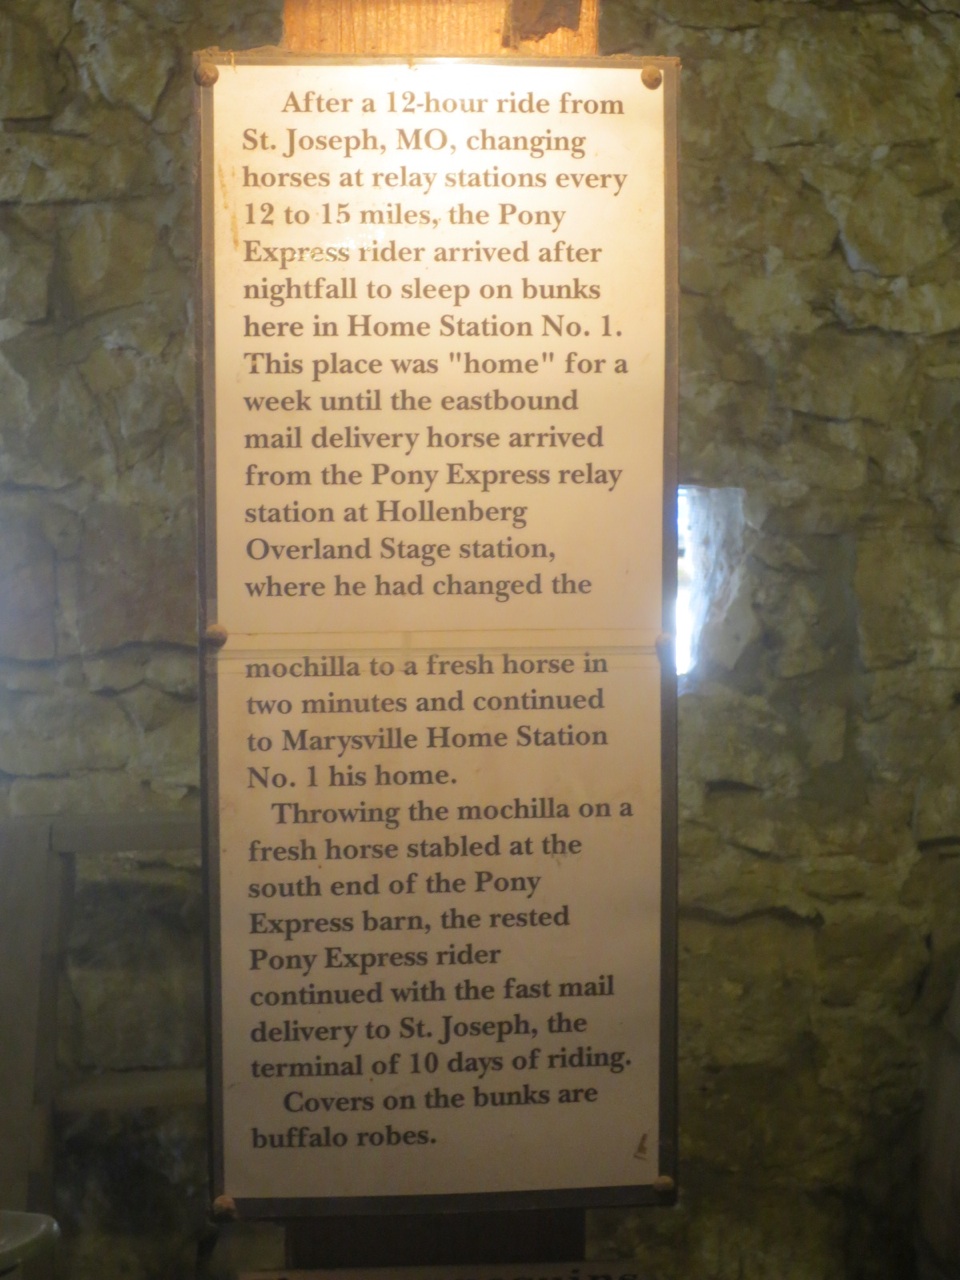 After a 12-hour ride from
St. Joseph, MO, changing
horses at relay stations every
12 to 15 miles, the Pony
Express rider arrived after
nightfall to sleep on bunks
here in Home Station No. 1.
This place was "home" for a
week until the eastbound
mail delivery horse arrived
from the Pony Express relay
station at Hollenberg
Overland Stage station,
where he had changed the
mochilla to a fresh horse in
two minutes and continued
to Marysville Home Station
No. 1 his home.
Throwing the mochilla on a
fresh horse stabled at the
south end of the Pony
Express barn, the rested
Pony Express rider
continued with the fast mail
delivery to St. Joseph, the
terminal of 10 days of riding.
Covers on the bunks are
buffalo robes.